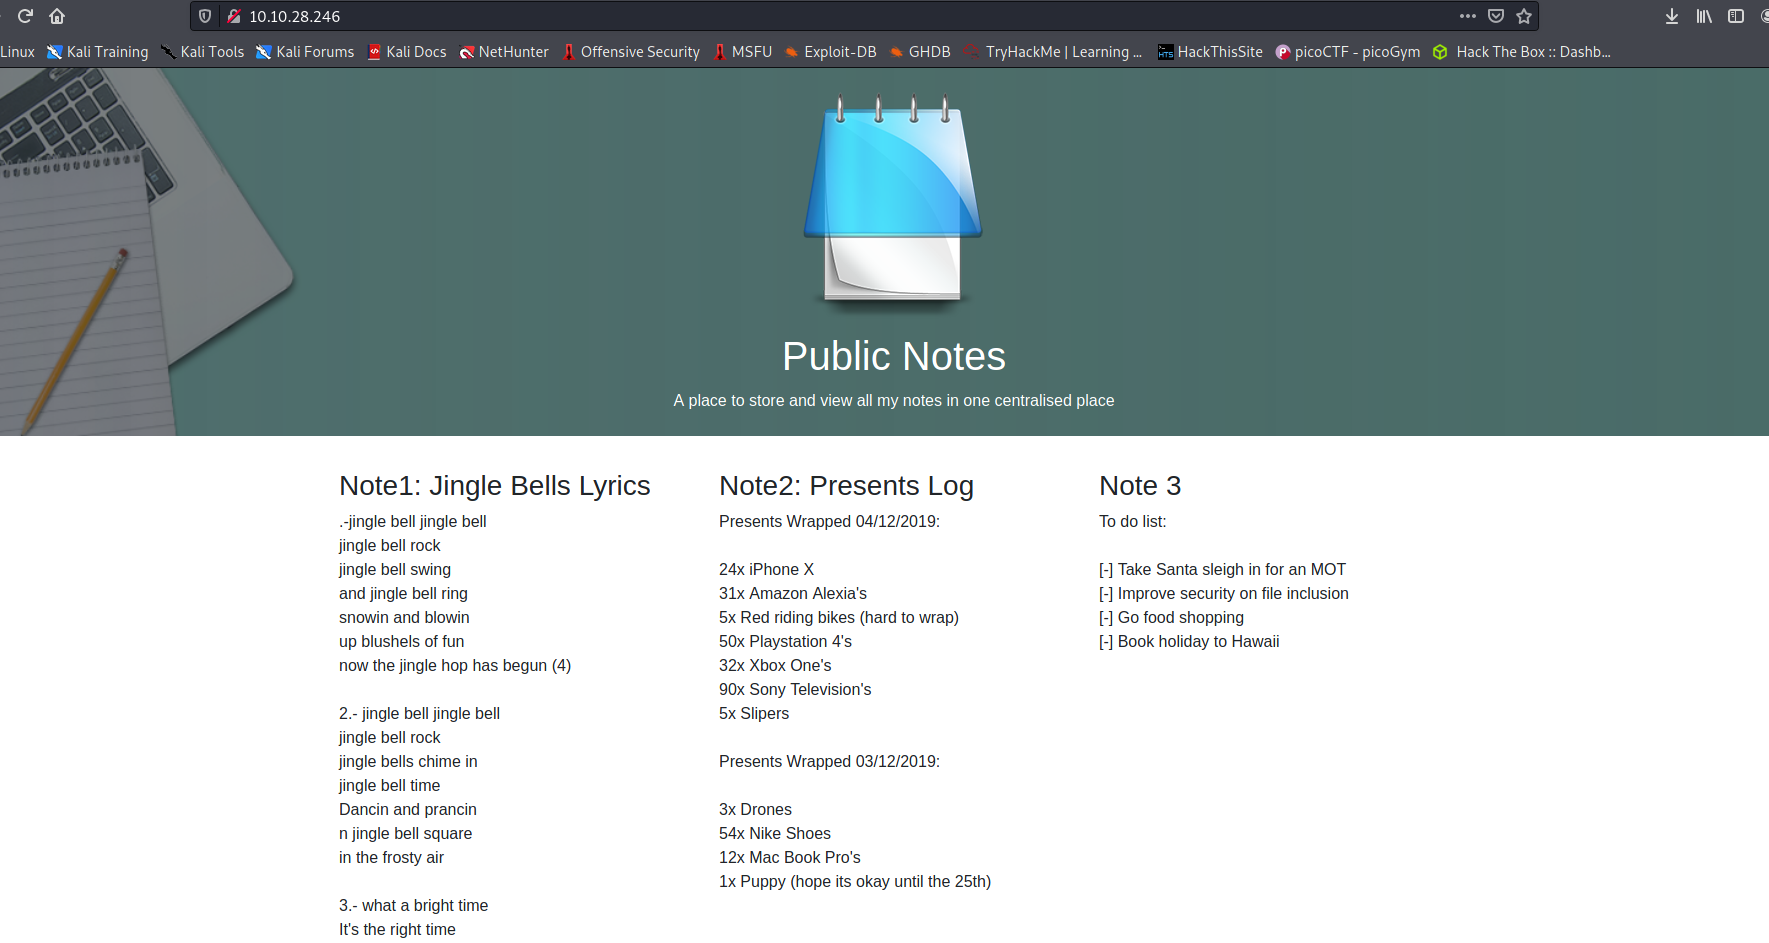 10.10.28.246
Linux Kali Training Kali Tools Kali Forums Kali Docs NetHunter Offensive Security MSFU Exploit-DB GHDB TryHackMe | Learning ... HackThisSite picoCTF - picoGym Hack The Box :: Dashb...
Public Notes
A place to store and view all my notes in one centralised place
Note1: Jingle Bells Lyrics
.-jingle bell jingle bell
jingle bell rock
jingle bell swing
and jingle bell ring
snowin and blowin
up blushels of fun
now the jingle hop has begun (4)
2.- jingle bell jingle bell
jingle bell rock
jingle bells chime in
jingle bell time
Dancin and prancin
n jingle bell square
in the frosty air
3.- what a bright time
It's the right time
Note2: Presents Log
Presents Wrapped 04/12/2019:
24x iPhone X
31x Amazon Alexia's
5x Red riding bikes (hard to wrap)
50x Playstation 4's
32x Xbox One's
90x Sony Television's
5x Slipers
Presents Wrapped 03/12/2019:
3x Drones
54x Nike Shoes
12x Mac Book Pro's
1x Puppy (hope its okay until the 25th)
Note 3
To do list:
[-] Take Santa sleigh in for an MOT
[-] Improve security on file inclusion
[-] Go food shopping
[-] Book holiday to Hawaii